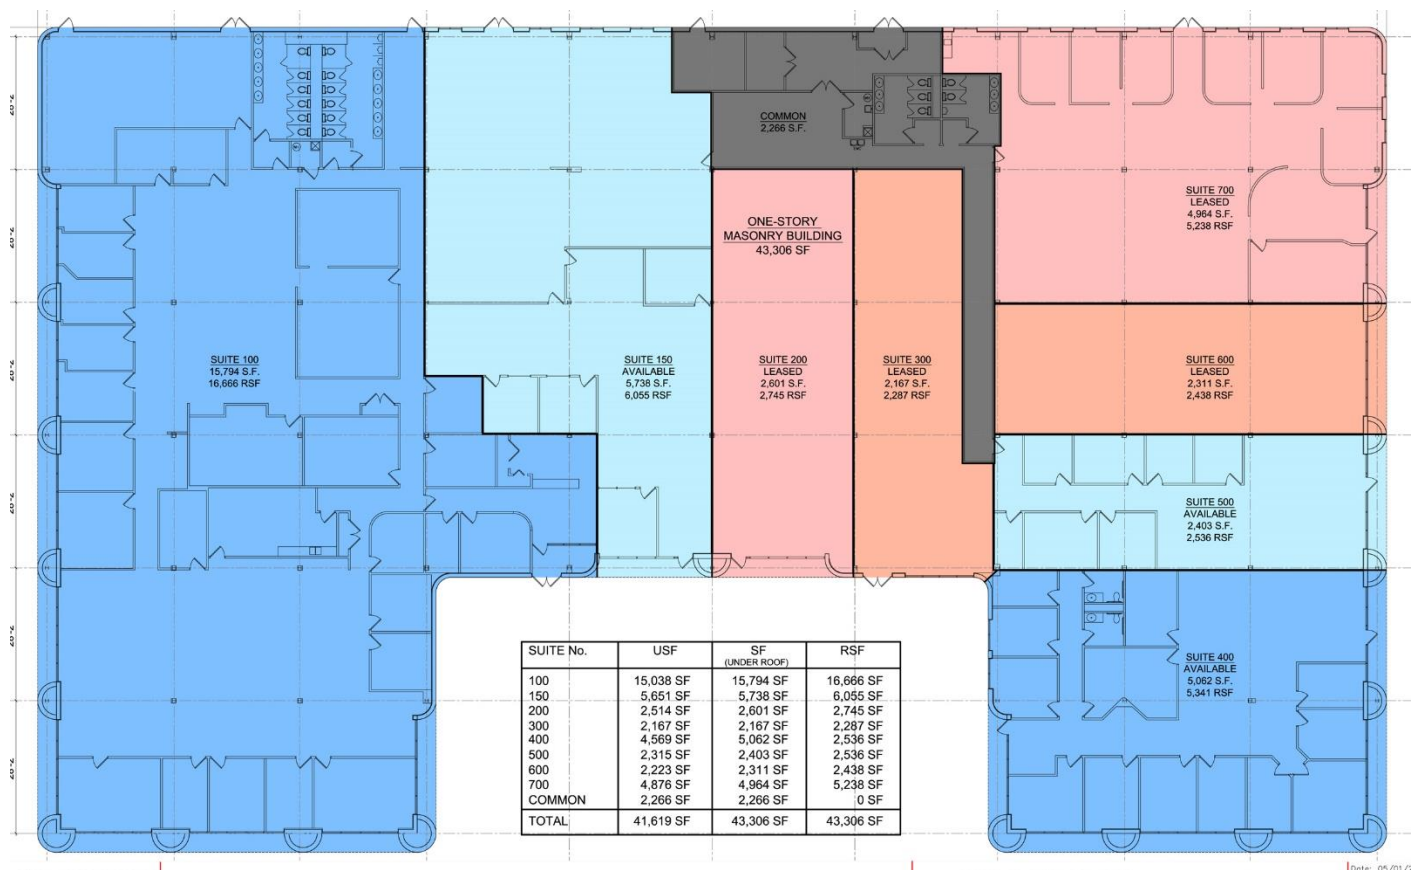 COMMON
2,266 S.F.
SUITE 700
LEASED
4,964 S.F.
5,238 RSF
ONE-STORY
MASONRY BUILDING
43,306 SF
SUITE 100
15,794 S.F.
16,666 RSF
SUITE 150
AVAILABLE
5,738 S.F.
6,055 RSF
SUITE 200
LEASED
2,601 S.F.
2,745 RSF
SUITE 300
LEASED
2,167 S.F.
2,287 RSF
SUITE 600
LEASED
2,311 S.F.
2,438 RSF
SUITE 500
AVAILABLE
2,403 S.F.
2,536 RSF
SUITE 400
AVAILABLE
5,062 S.F.
5,341 RSF
SUITE No. USF SF RSF
(UNDER ROOF)
100 15,038 SF 15,794 SF 16,666 SF
150 5,651 SF 5,738 SF 6,055 SF
200 2,514 SF 2,601 SF 2,745 SF
300 2,167 SF 2,167 SF 2,287 SF
400 4,569 SF 5,062 SF 2,536 SF
500 2,315 SF 2,403 SF 2,536 SF
600 2,223 SF 2,311 SF 2,438 SF
700 4,876 SF 4,964 SF 5,238 SF
COMMON 2,266 SF 2,266 SF 0 SF
TOTAL 41,619 SF 43,306 SF 43,306 SF
Date: 05/01/2